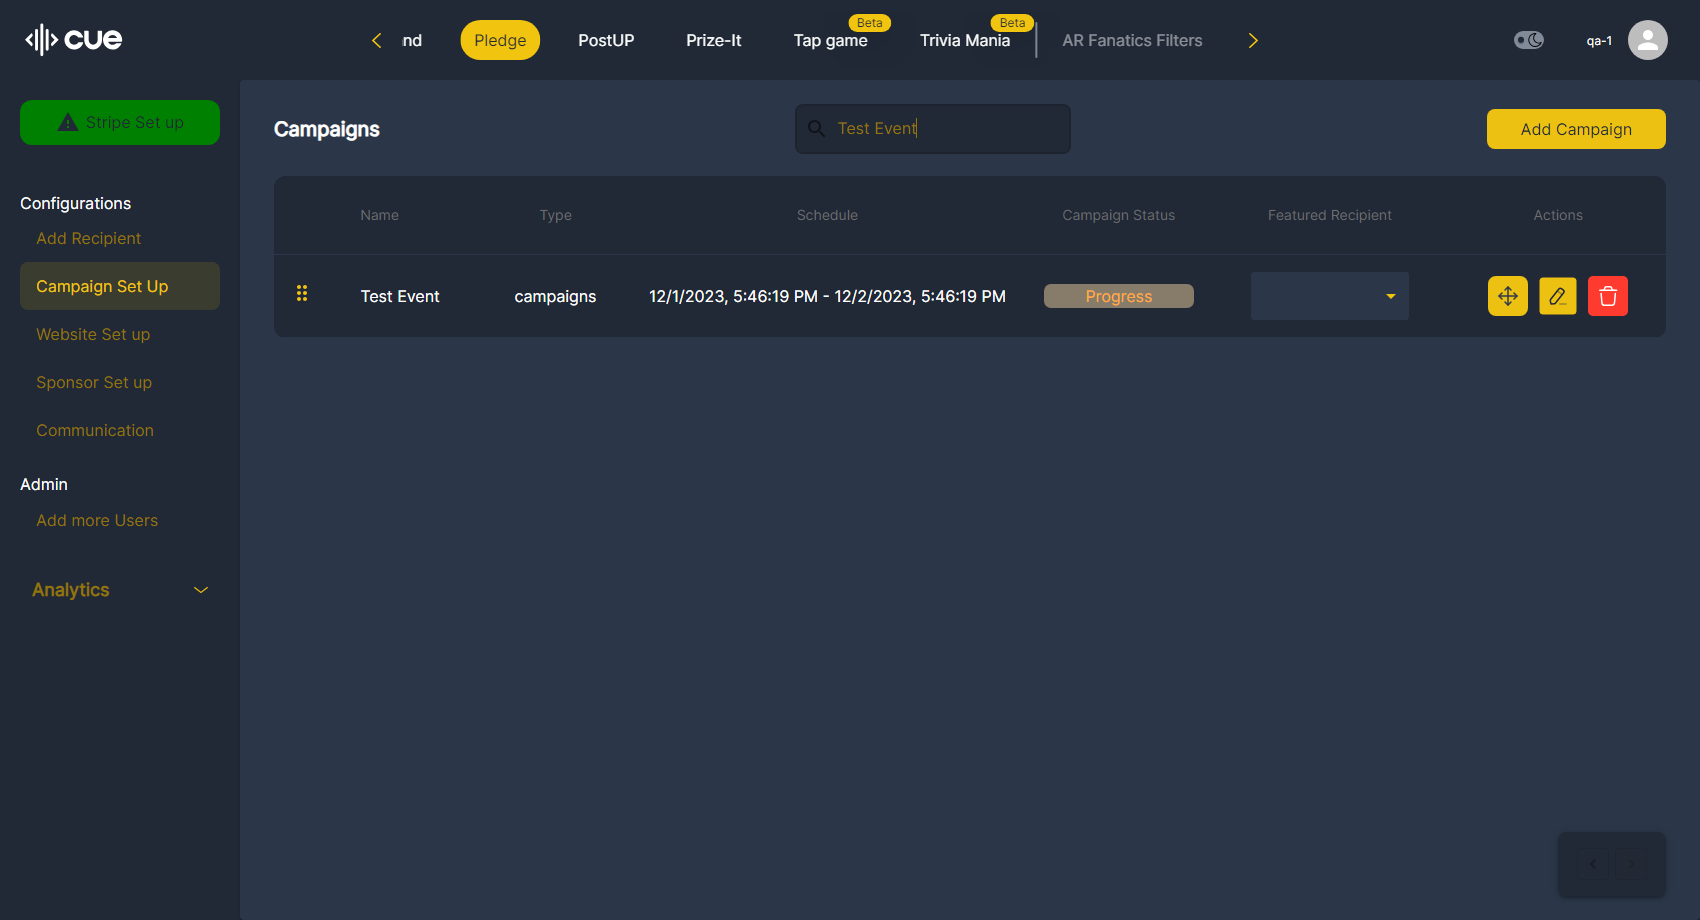 cue
nd
Pledge
PostUP
Prize-It
Tap game
Beta
Trivia Mania
Beta
AR Fanatics Filters
qa-1
Stripe Set up
Configurations
Add Recipient
Campaign Set Up
Website Set up
Sponsor Set up
Communication
Admin
Add more Users
Analytics
Campaigns
Test Event
Add Campaign
Name Type Schedule Campaign Status Featured Recipient Actions
Test Event campaigns 12/1/2023, 5:46:19 PM - 12/2/2023, 5:46:19 PM Progress